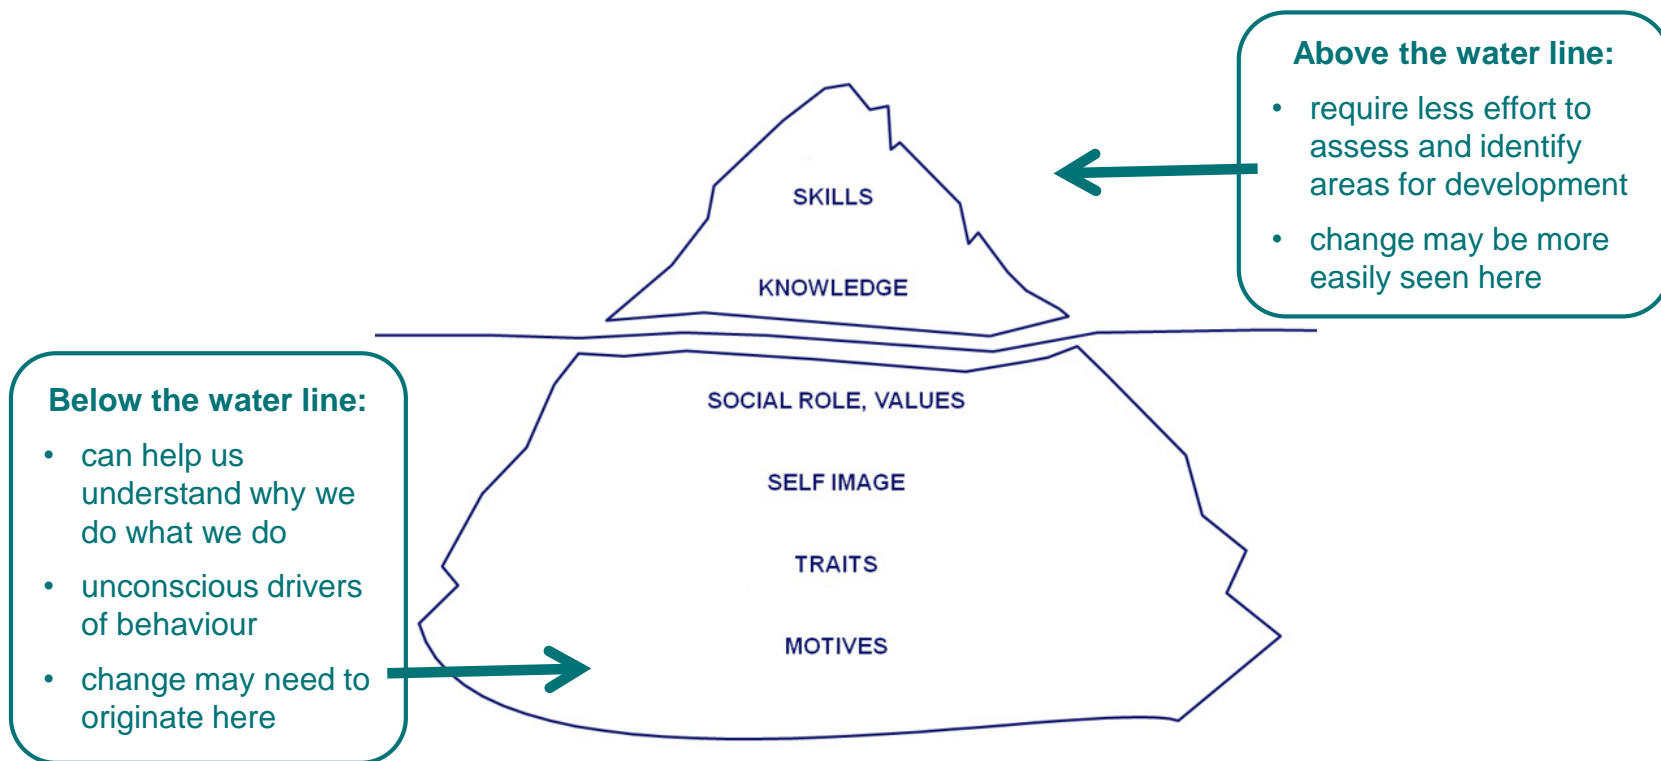 Above the water line:
• require less effort to
assess and identify
areas for development
• change may be more
easily seen here
SKILLS
KNOWLEDGE
Below the water line:
• can help us
understand why we
do what we do
• unconscious drivers
of behaviour
• change may need to
originate here
SOCIAL ROLE, VALUES
SELF IMAGE
TRAITS
MOTIVES